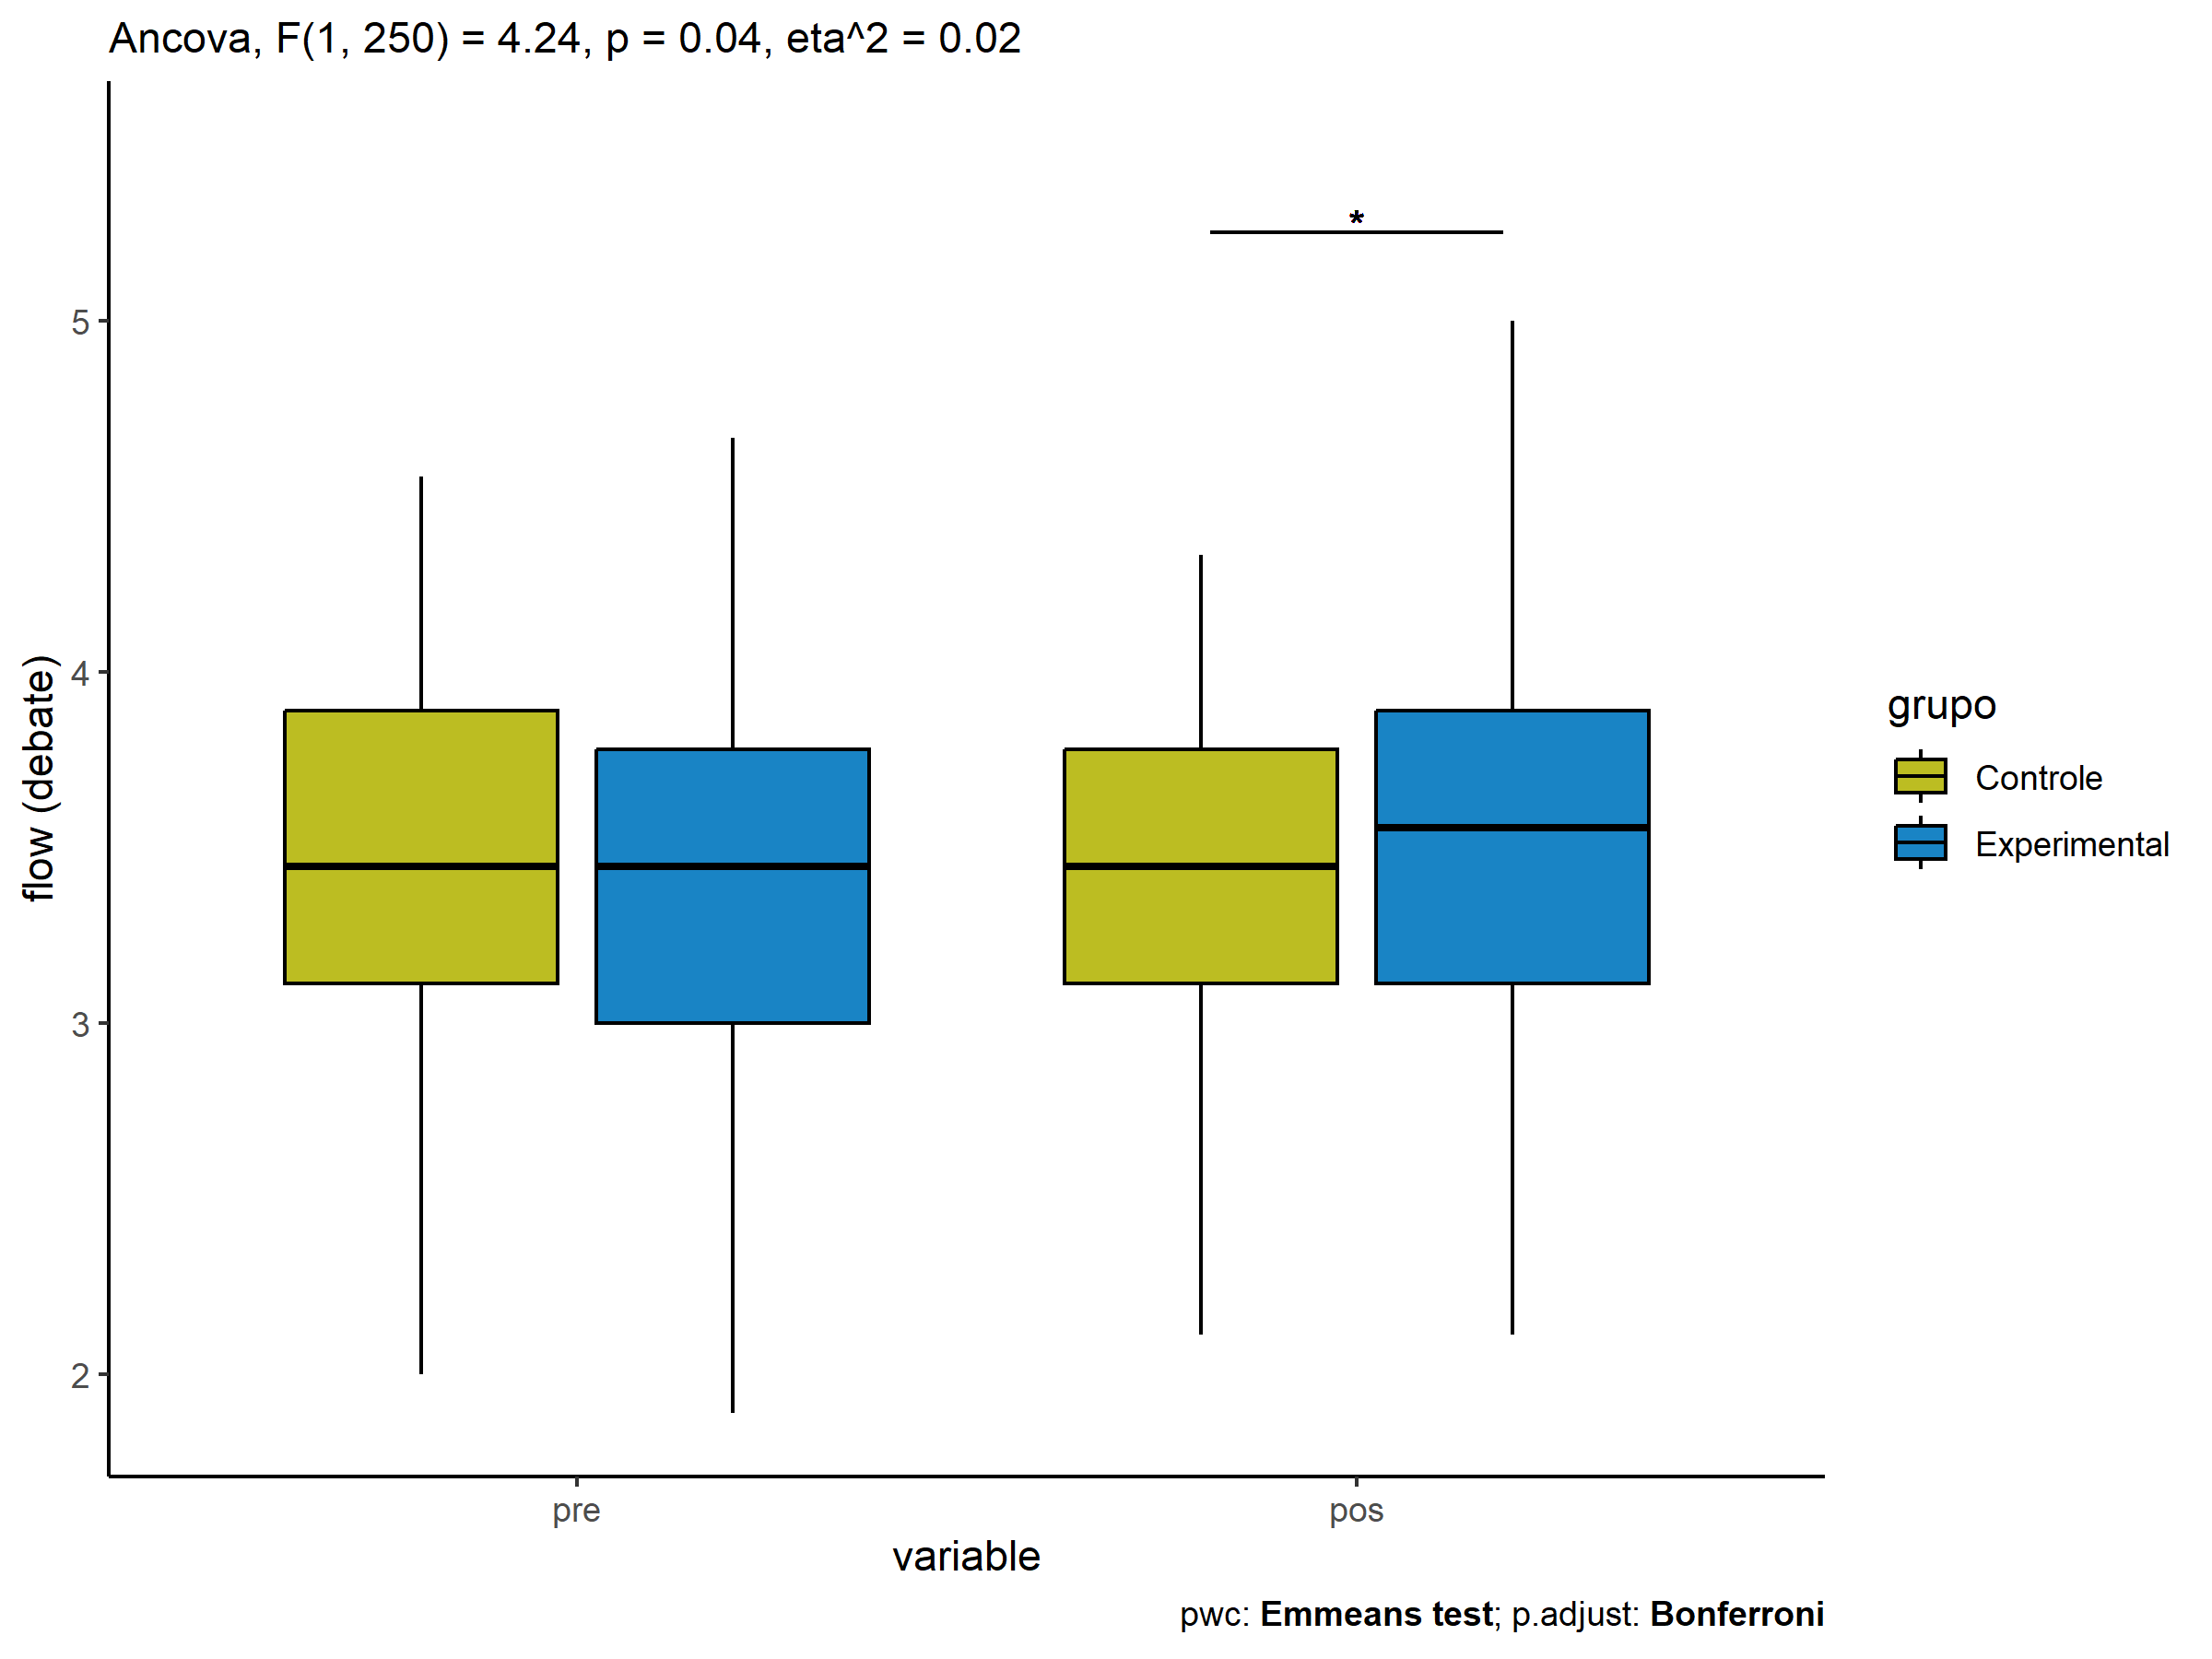 Ancova, F(1, 250) = 4.24, p = 0.04, eta^2 = 0.02
*
5
4
3
2
flow (debate)
pre
pos
variable
grupo
Controle
Experimental
pwc: Emmeans test; p.adjust: Bonferroni